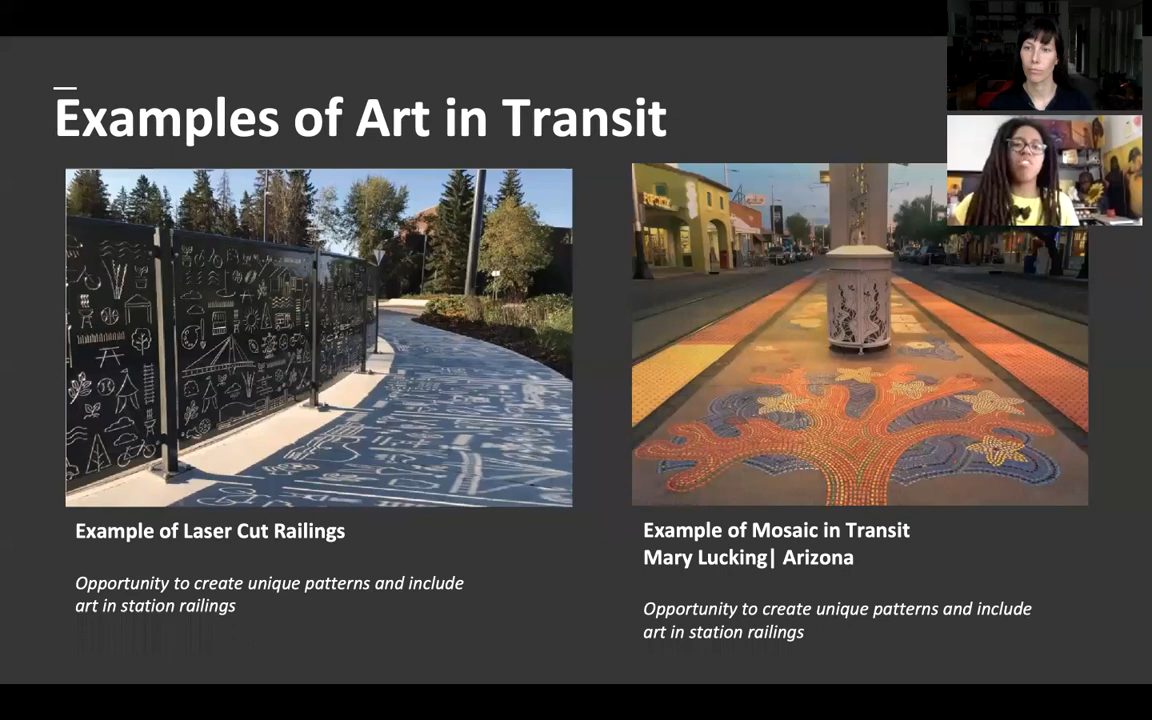 Examples of Art in Transit
Example of Laser Cut Railings
Opportunity to create unique patterns and include
art in station railings
Example of Mosaic in Transit
Mary Lucking| Arizona
Opportunity to create unique patterns and include
art in station railings